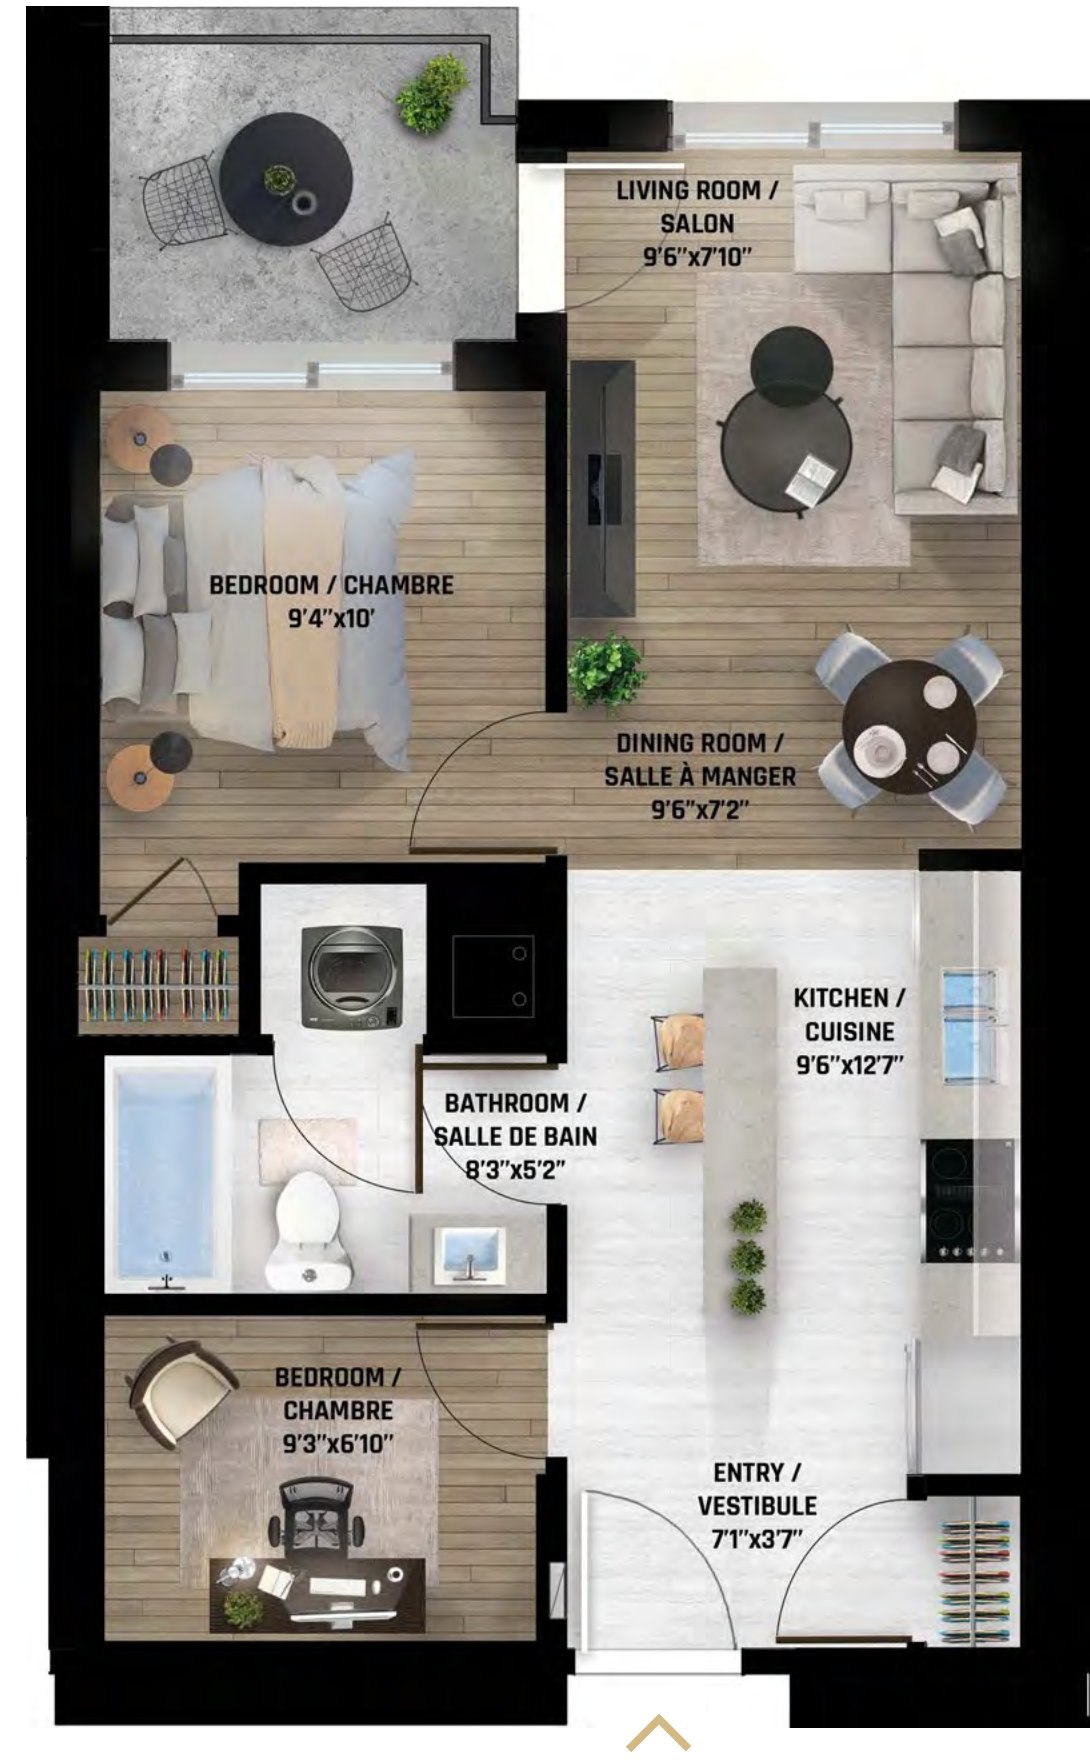 LIVING ROOM /
SALON
9'6"x7'10"
BEDROOM / CHAMBRE
9'4"x10'
DINING ROOM /
SALLE À MANGER
9'6"x7'2"
KITCHEN /
CUISINE
9'6"x12'7"
BATHROOM /
SALLE DE BAIN
8'3"x5'2"
BEDROOM /
CHAMBRE
9'3"x6'10"
ENTRY /
VESTIBULE
7'1"x3'7"